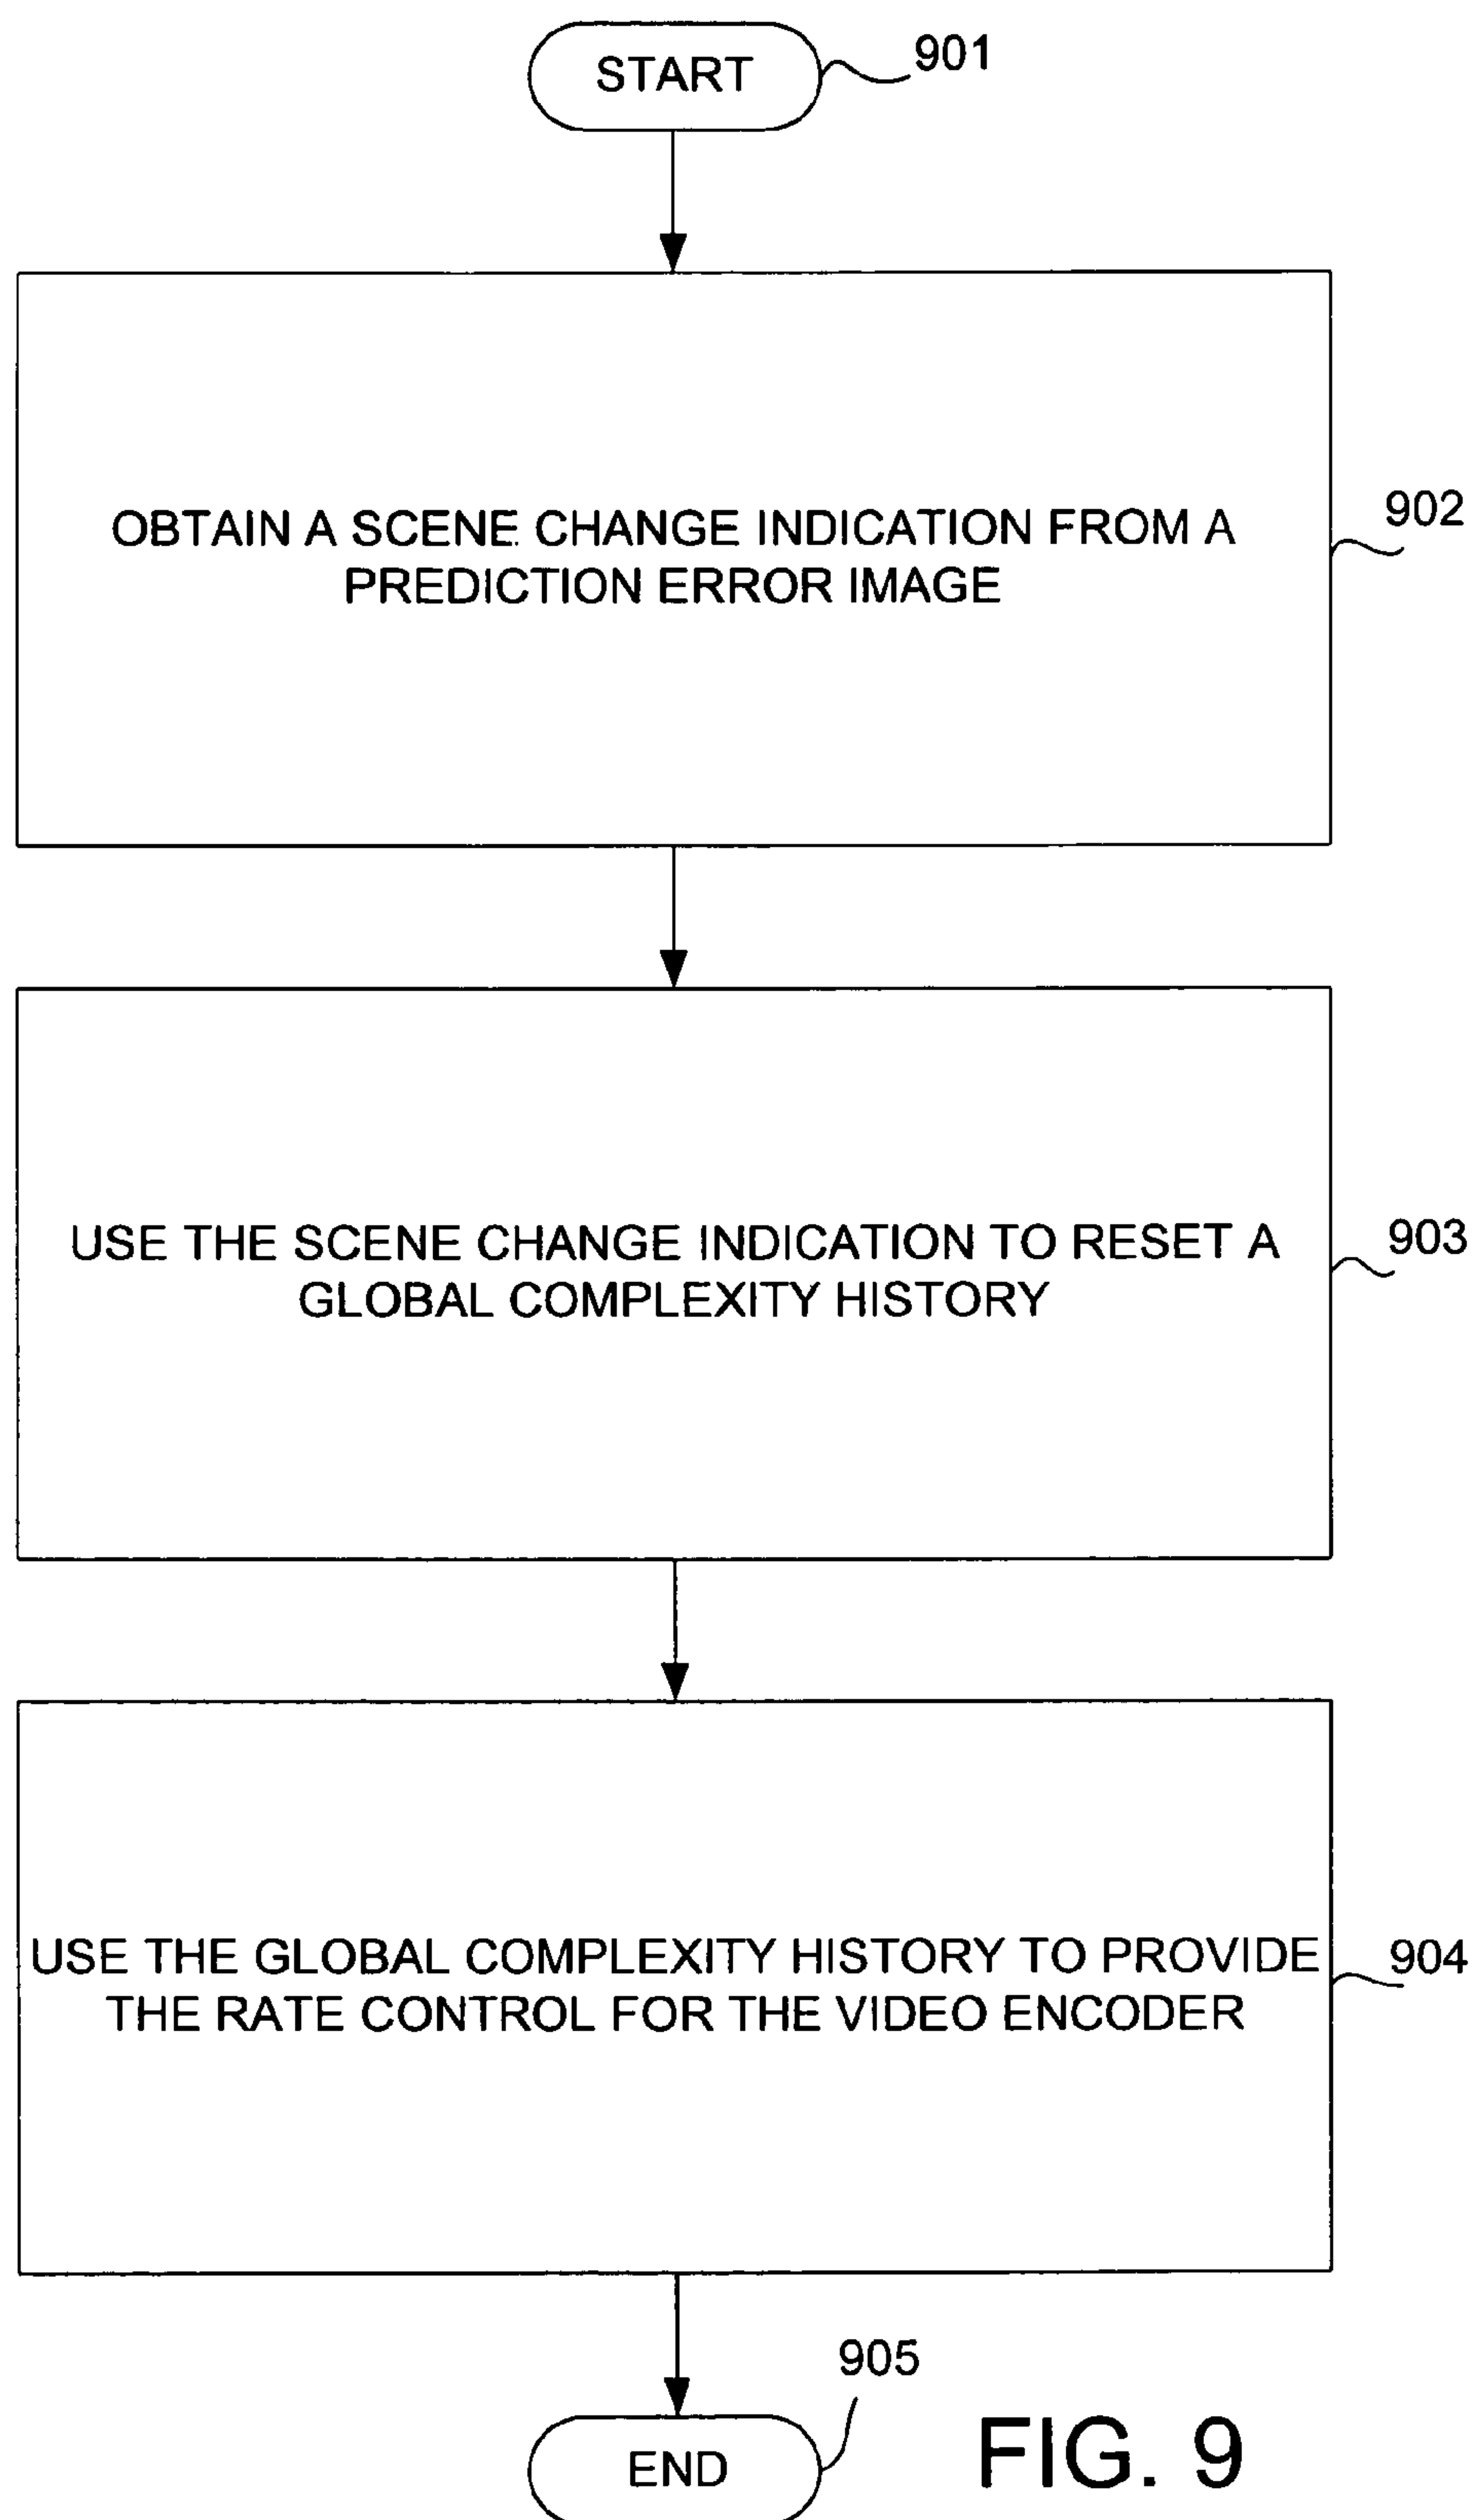 START
901
OBTAIN A SCENE CHANGE INDICATION FROM A
PREDICTION ERROR IMAGE
902
USE THE SCENE CHANGE INDICATION TO RESET A
GLOBAL COMPLEXITY HISTORY
903
USE THE GLOBAL COMPLEXITY HISTORY TO PROVIDE
THE RATE CONTROL FOR THE VIDEO ENCODER
904
905
END
FIG. 9